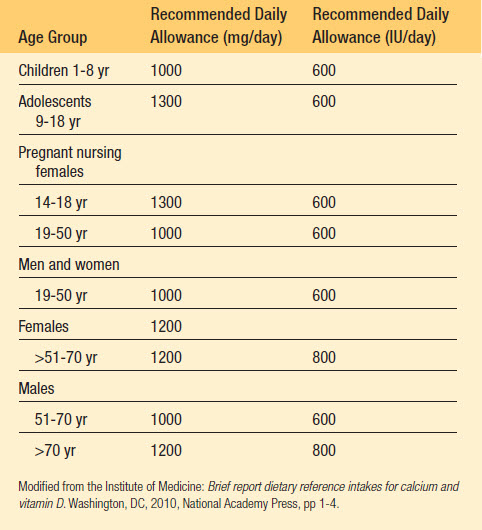 Age Group Recommended Daily Allowance (mg/day) Recommended Daily Allowance (IU/day)
Children 1-8 yr 1000 600
Adolescents 1300 600
9-18 yr
Pregnant nursing
females
14-18 yr 1300 600
19-50 yr 1000 600
Men and women
19-50 yr 1000 600
Females 1200
>51-70 yr 1200 800
Males
51-70 yr 1000 600
>70 yr 1200 800
Modified from the Institute of Medicine: Brief report dietary reference intakes for calcium and
vitamin D. Washington, DC, 2010, National Academy Press, pp 1-4.